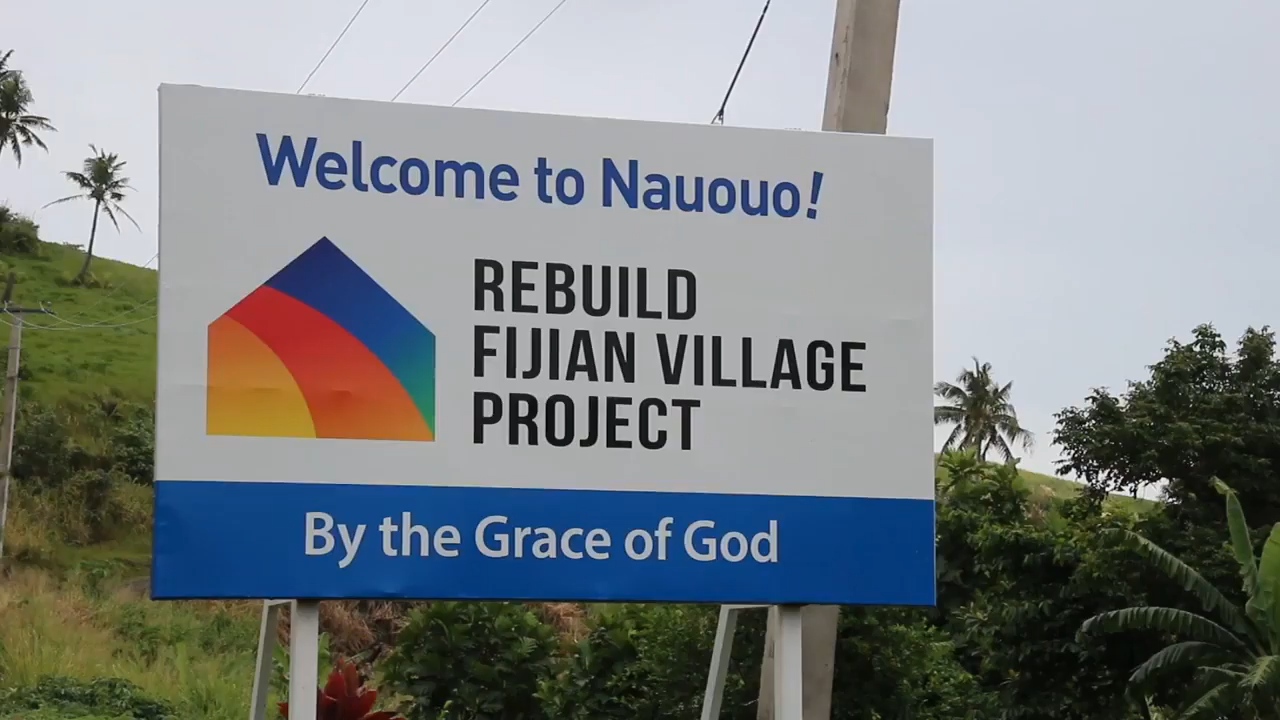 Welcome to Nauouo!
REBUILD
FIJIAN VILLAGE
PROJECT
By the Grace of God